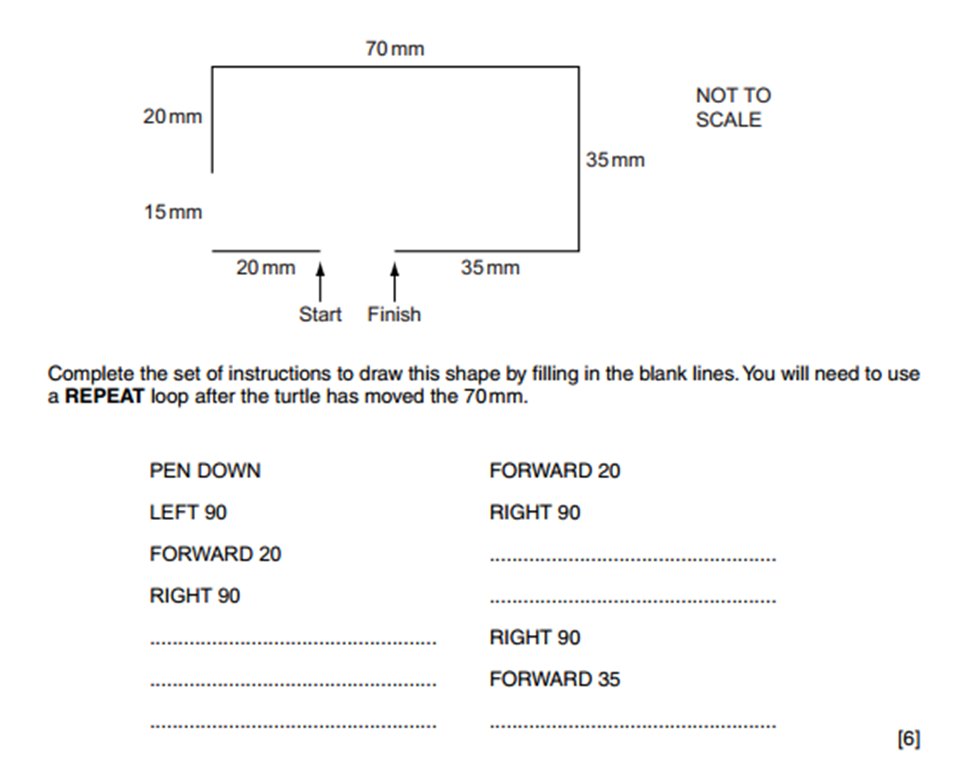 70 mm
NOT TO
SCALE
20 mm
35 mm
15 mm
20 mm
35 mm
Start
Finish
Complete the set of instructions to draw this shape by filling in the blank lines. You will need to use
a REPEAT loop after the turtle has moved the 70 mm.
PEN DOWN
LEFT 90
FORWARD 20
RIGHT 90
....................................................
....................................................
....................................................
FORWARD 20
RIGHT 90
....................................................
....................................................
RIGHT 90
FORWARD 35
....................................................
[6]